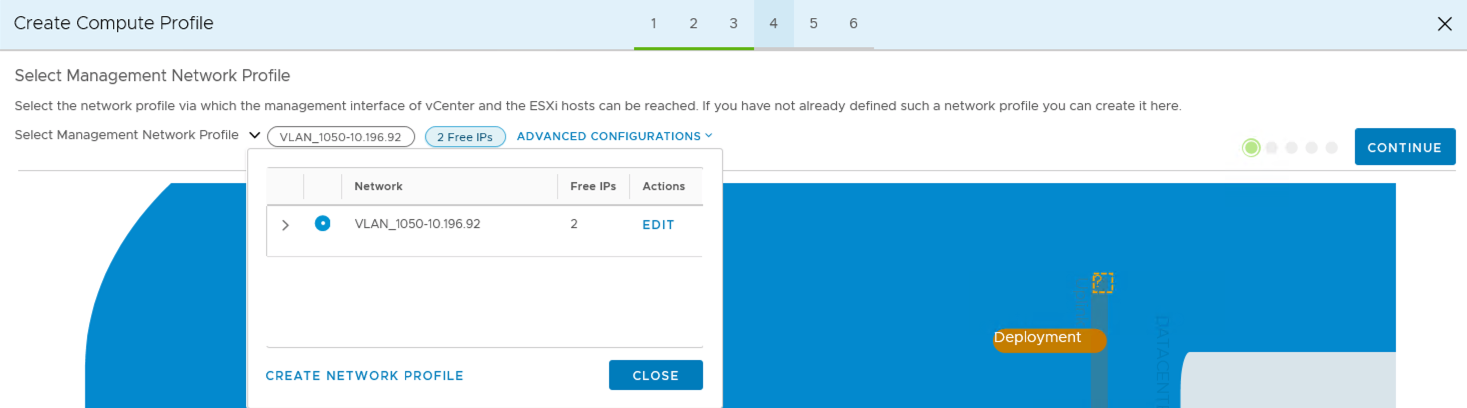 Create Compute Profile
1 2 3 4 5 6
Select Management Network Profile
Select the network profile via which the management interface of vCenter and the ESXi hosts can be reached. If you have not already defined such a network profile you can create it here.
Select Management Network Profile VLAN_1050-10.196.92 2 Free IPs ADVANCED CONFIGURATIONS
CONTINUE
Network Free IPs Actions
VLAN_1050-10.196.92 2 EDIT
?
Deployment
CREATE NETWORK PROFILE CLOSE